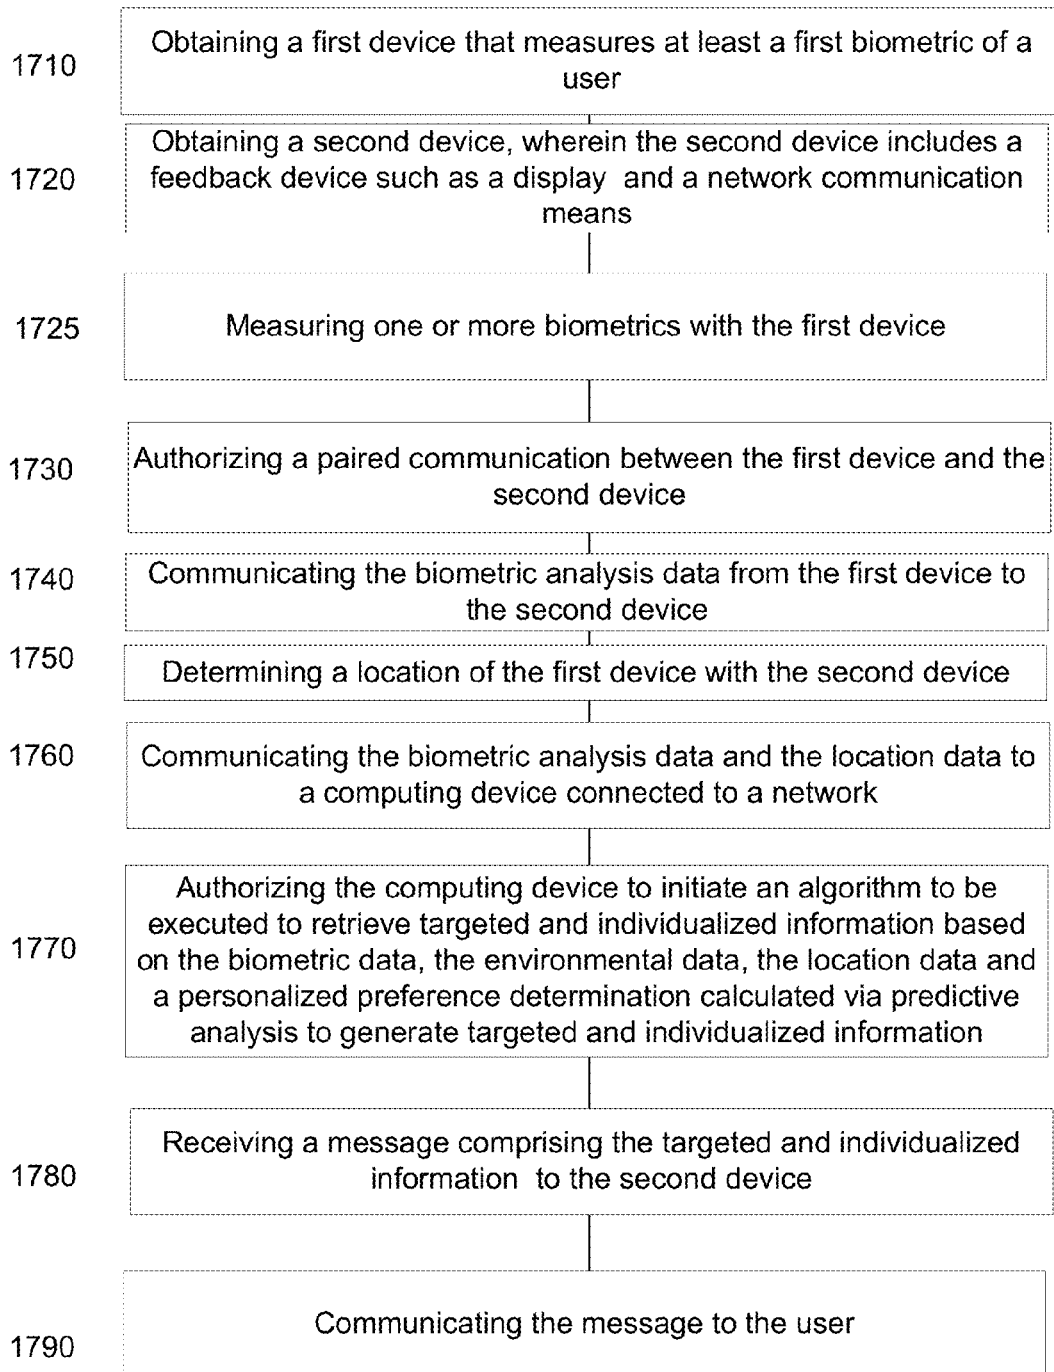 1710
Obtaining a first device that measures at least a first biometric of a
user
1720
Obtaining a second device, wherein the second device includes a
feedback device such as a display and a network communication
means
1725
Measuring one or more biometrics with the first device
1730
Authorizing a paired communication between the first device and the
second device
1740
Communicating the biometric analysis data from the first device to
the second device
1750
Determining a location of the first device with the second device
1760
Communicating the biometric analysis data and the location data to
a computing device connected to a network
1770
Authorizing the computing device to initiate an algorithm to be
executed to retrieve targeted and individualized information based
on the biometric data, the environmental data, the location data and
a personalized preference determination calculated via predictive
analysis to generate targeted and individualized information
1780
Receiving a message comprising the targeted and individualized
information to the second device
1790
Communicating the message to the user